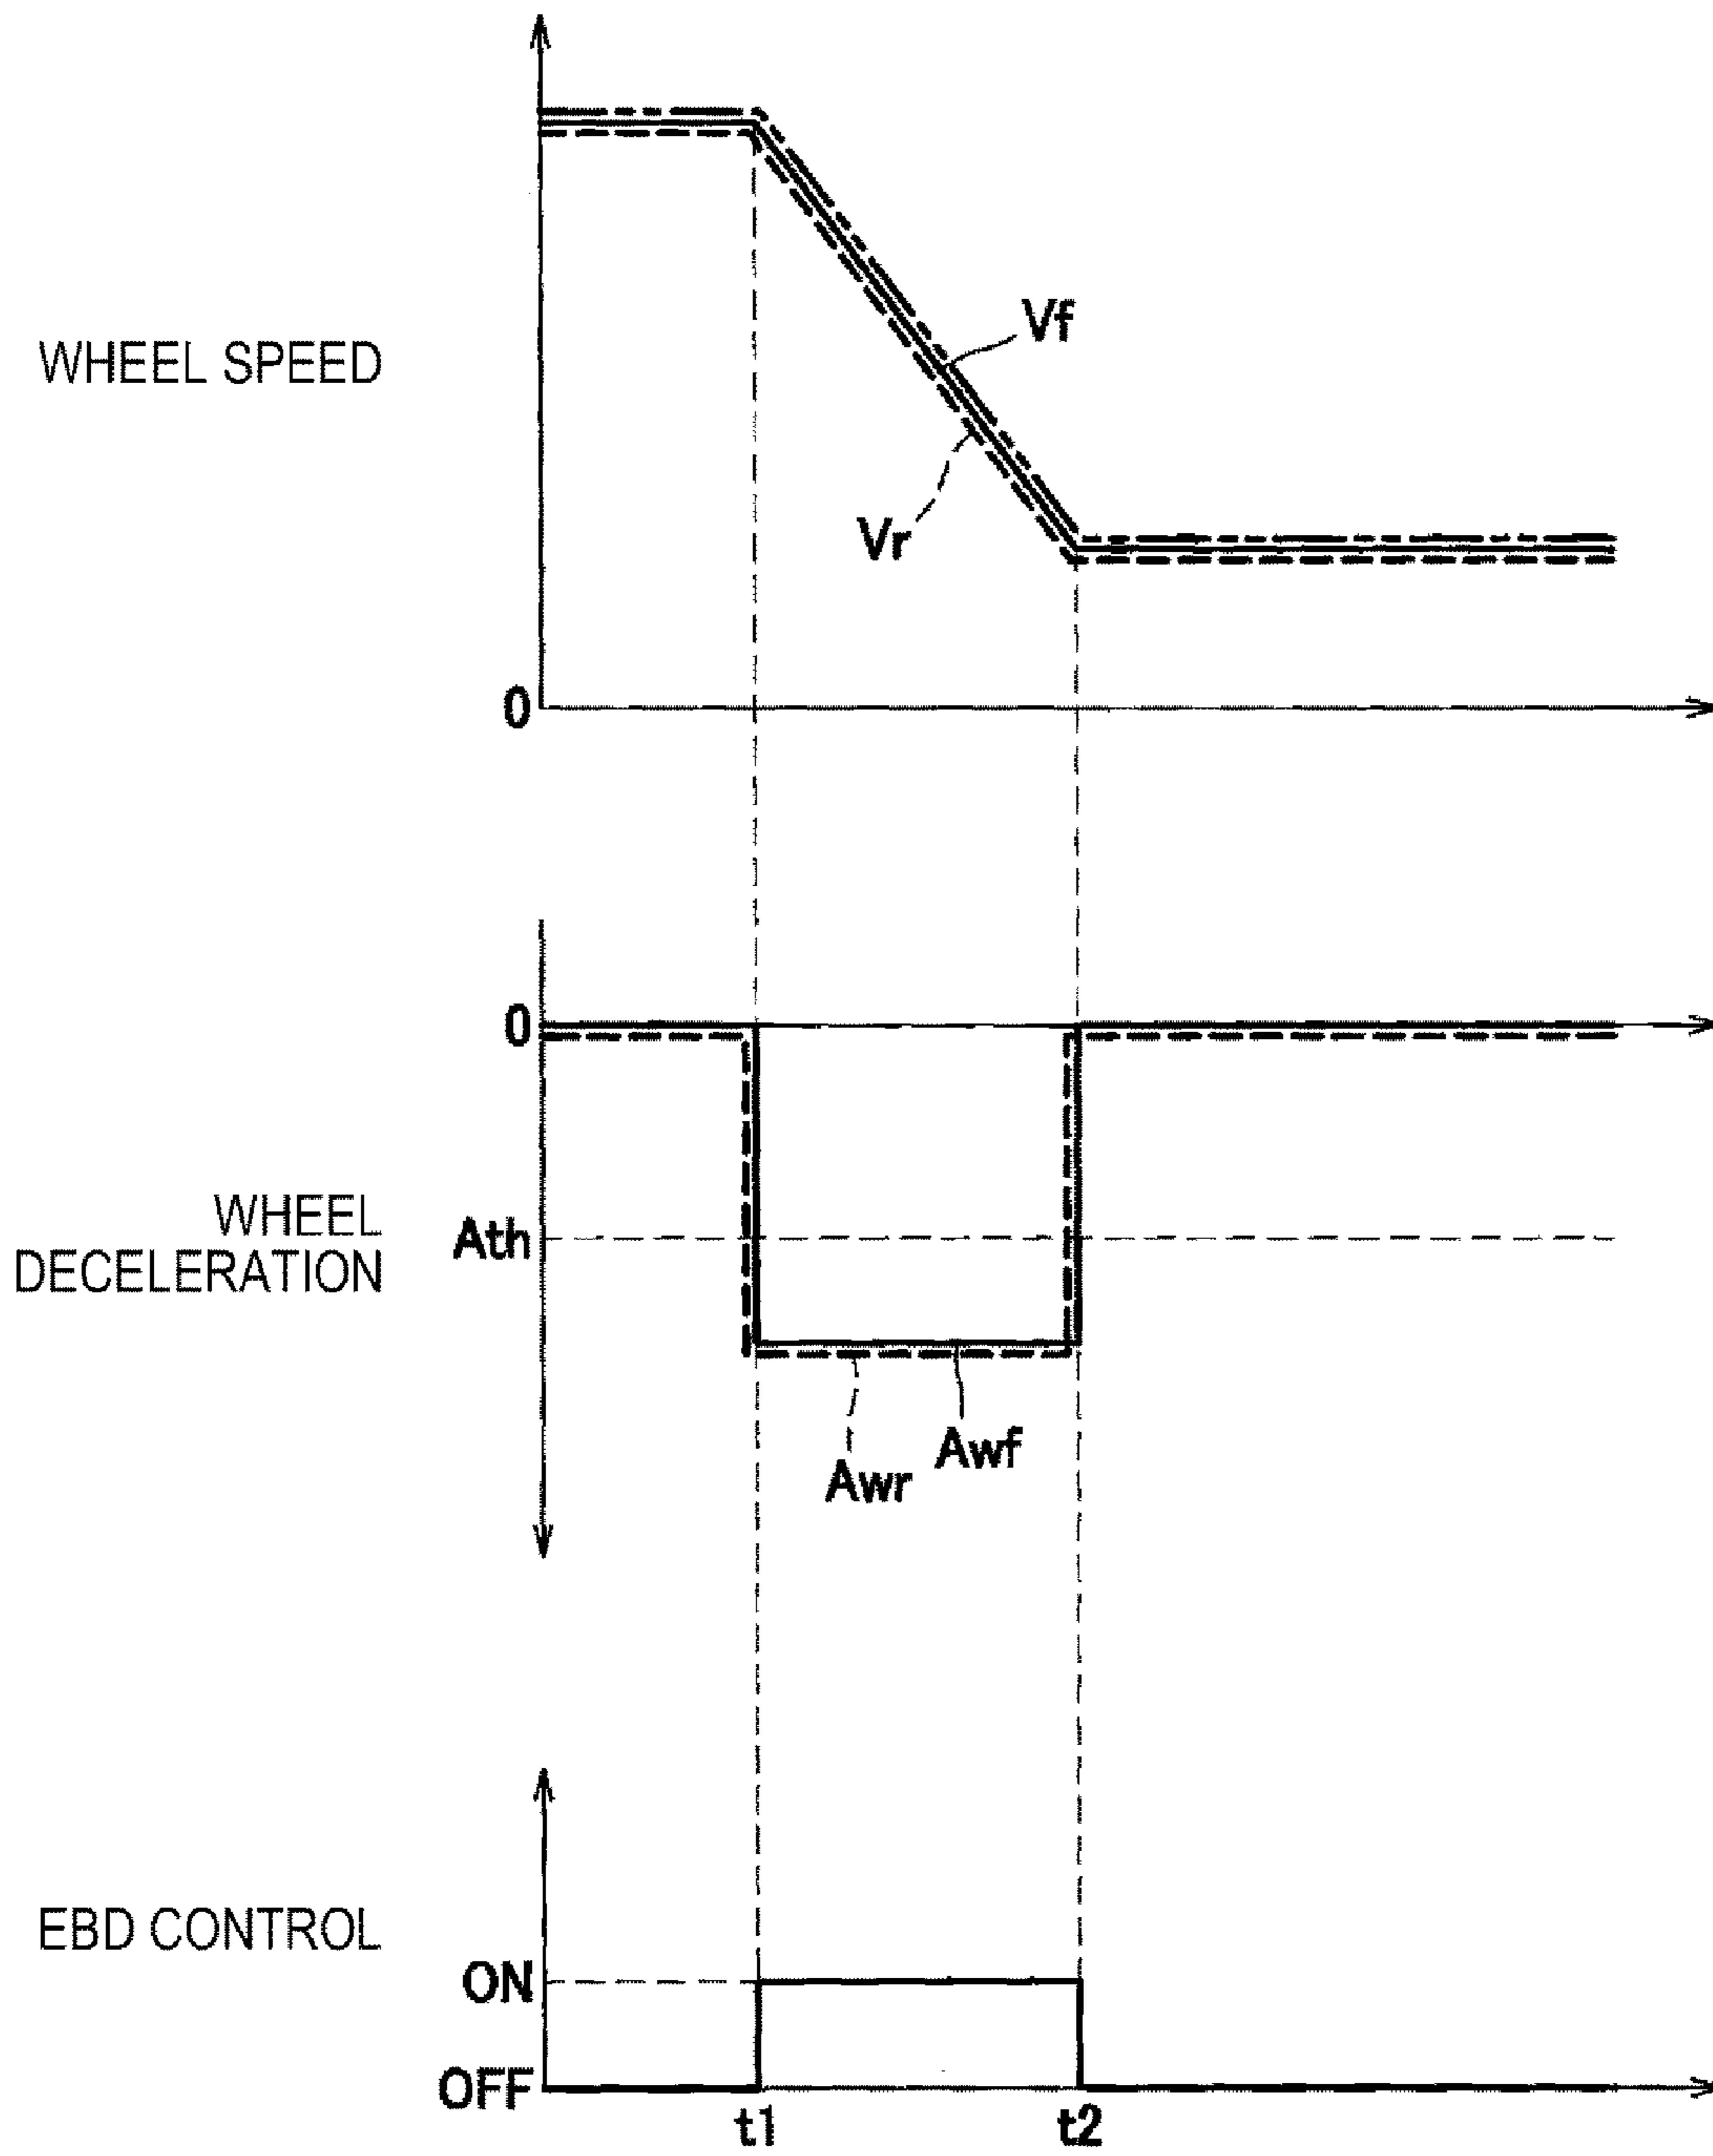 WHEEL SPEED
Vf
Vr
0
0
WHEEL
DECELERATION
Ath
Awf
Awr
EBD CONTROL
ON
OFF
t1
t2